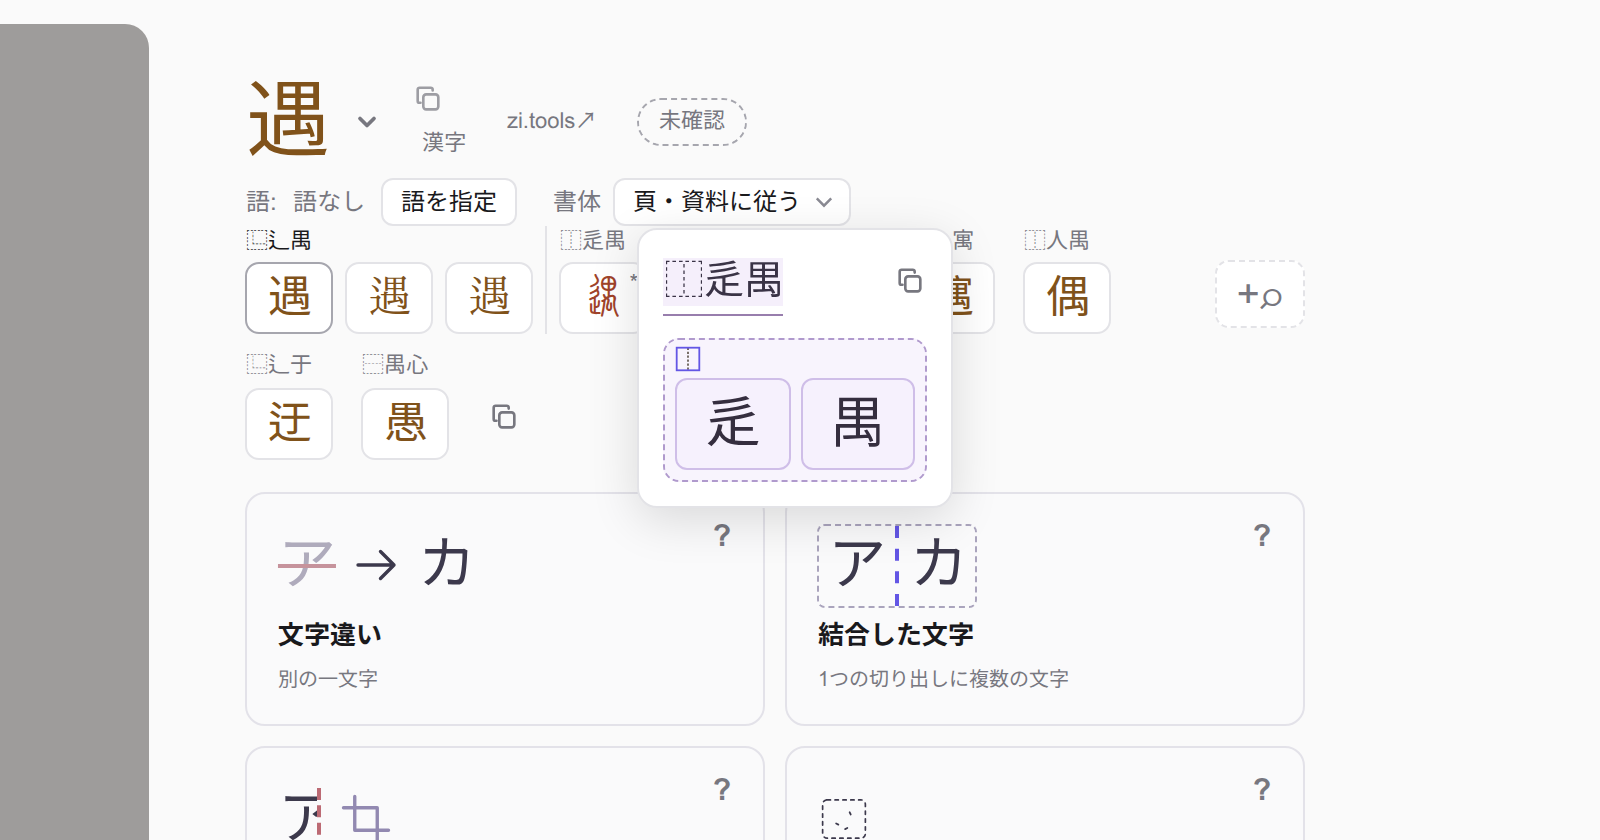 遇
漢字
zi.tools↗
未確認
語: 語なし 語を指定 書体 頁・資料に従う
⿺辶禺 ⿰辵禺 寓 ⿰人禺
遇 遇 遇 * 偶 +⌕
⿺辶于 ⿱禺心
迂 愚
⿰辵禺
⿰
辵 禺
ア → カ ?
文字違い
別の一文字
ア カ ?
結合した文字
1つの切り出しに複数の文字
ア ?
?